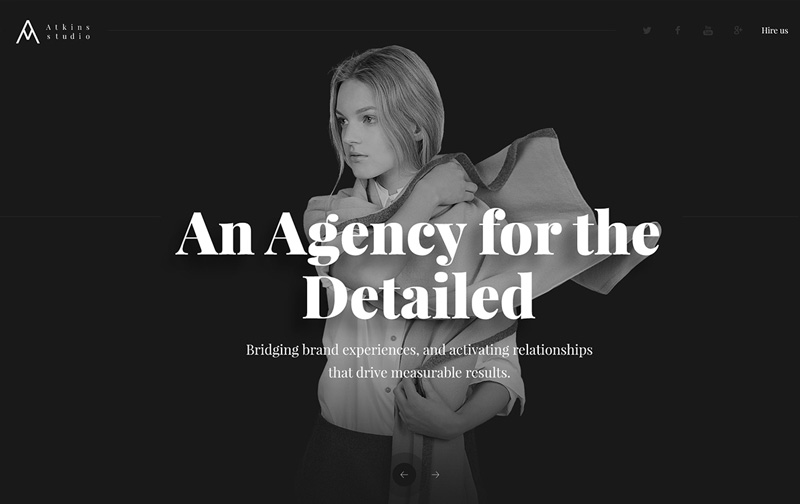 Atkins
studio
Hire us
An Agency for the
Detailed
Bridging brand experiences, and activating relationships
that drive measurable results.